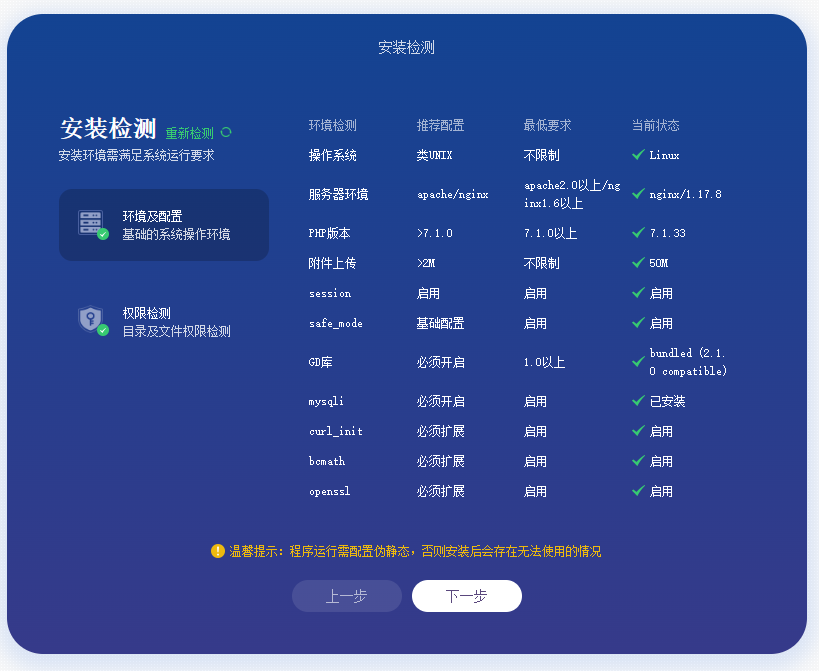 安装检测
安装检测 重新检测
安装环境需满足系统运行要求
环境及配置
基础的系统操作环境
权限检测
目录及文件权限检测
环境检测 推荐配置 最低要求 当前状态
操作系统 类UNIX 不限制 Linux
服务器环境 apache/nginx apache2.0以上/ng
inx1.6以上 nginx/1.17.8
PHP版本 >7.1.0 7.1.0以上 7.1.33
附件上传 >2M 不限制 50M
session 启用 启用 启用
safe_mode 基础配置 启用 启用
GD库 必须开启 1.0以上 bundled (2.1.
0 compatible)
mysqli 必须开启 启用 已安装
curl_init 必须扩展 启用 启用
bcmath 必须扩展 启用 启用
openssl 必须扩展 启用 启用
温馨提示：程序运行需配置伪静态，否则安装后会存在无法使用的情况
上一步 下一步